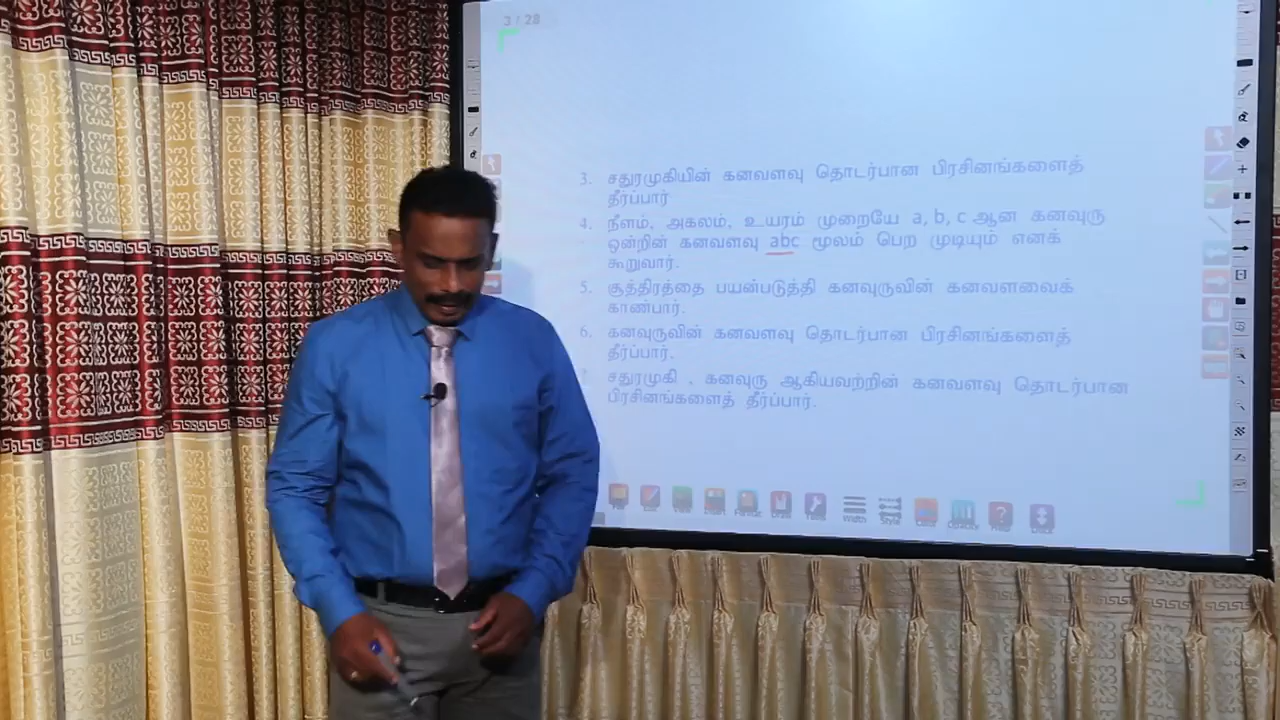 3 / 28
3. சதுரமுகியின் கனவளவு தொடர்பான பிரசினங்களைத்
தீர்ப்பார்
4. நீளம், அகலம், உயரம் முறையே a, b, c ஆன கனவுரு
ஒன்றின் கனவளவு abc மூலம் பெற முடியும் எனக்
கூறுவார்.
5. சூத்திரத்தை பயன்படுத்தி கனவுருவின் கனவளவைக்
காண்பார்.
6. கனவுருவின் கனவளவு தொடர்பான பிரசினங்களைத்
தீர்ப்பார்.
சதுரமுகி , கனவுரு ஆகியவற்றின் கனவளவு தொடர்பான
பிரசினங்களைத் தீர்ப்பார்.
Width Style